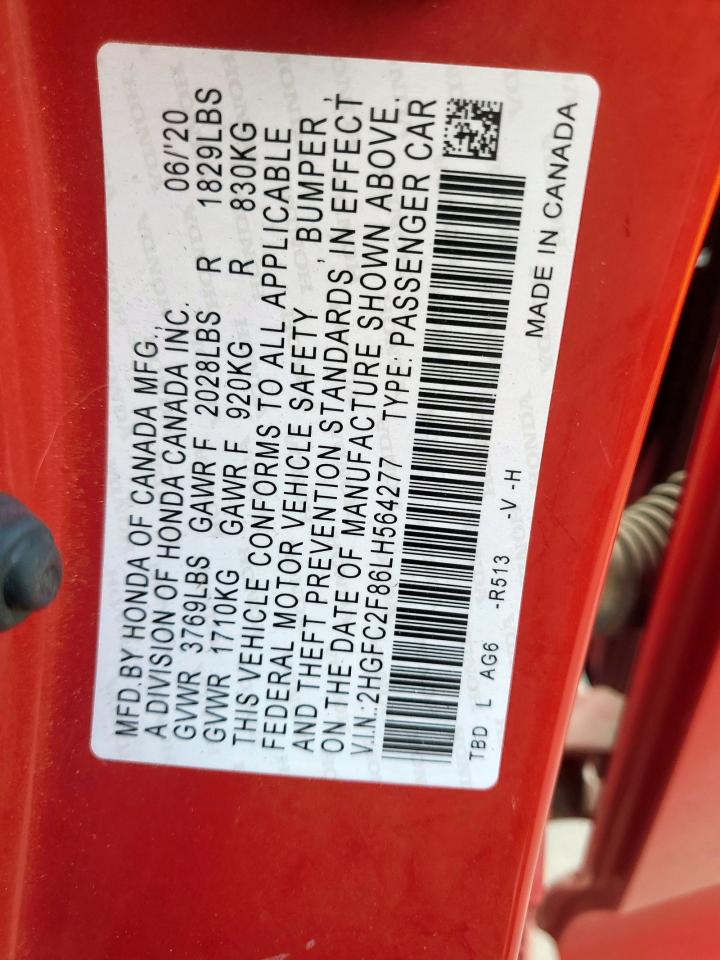 MFD.BY HONDA OF CANADA MFG., 06/'20
A DIVISION OF HONDA CANADA INC.
GVWR 3769LBS GAWR F 2028LBS R 1829LBS
GVWR 1710KG GAWR F 920KG R 830KG
THIS VEHICLE CONFORMS TO ALL APPLICABLE
FEDERAL MOTOR VEHICLE SAFETY , BUMPER ,
AND THEFT PREVENTION STANDARDS IN EFFECT
ON THE DATE OF MANUFACTURE SHOWN ABOVE.
V.I.N.:2HGFC2F86LH564277 TYPE: PASSENGER CAR
TBD L AG6 -R513 -V -H
MADE IN CANADA